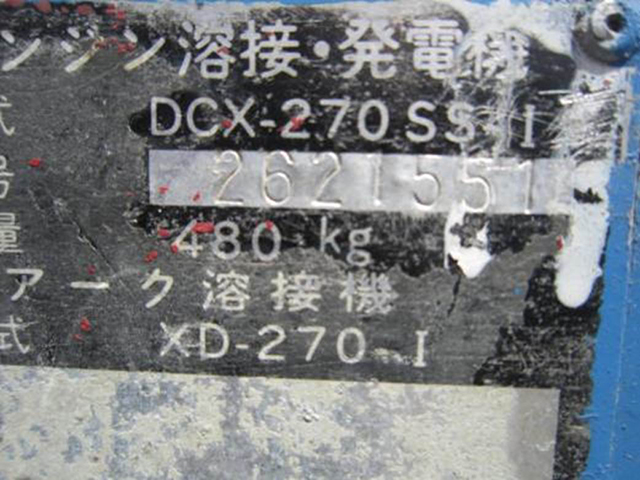 ンジン溶接・発電機
式 DCX-270SS-I
号 2621551
量 480 kg
アーク溶接機
式 XD-270-I